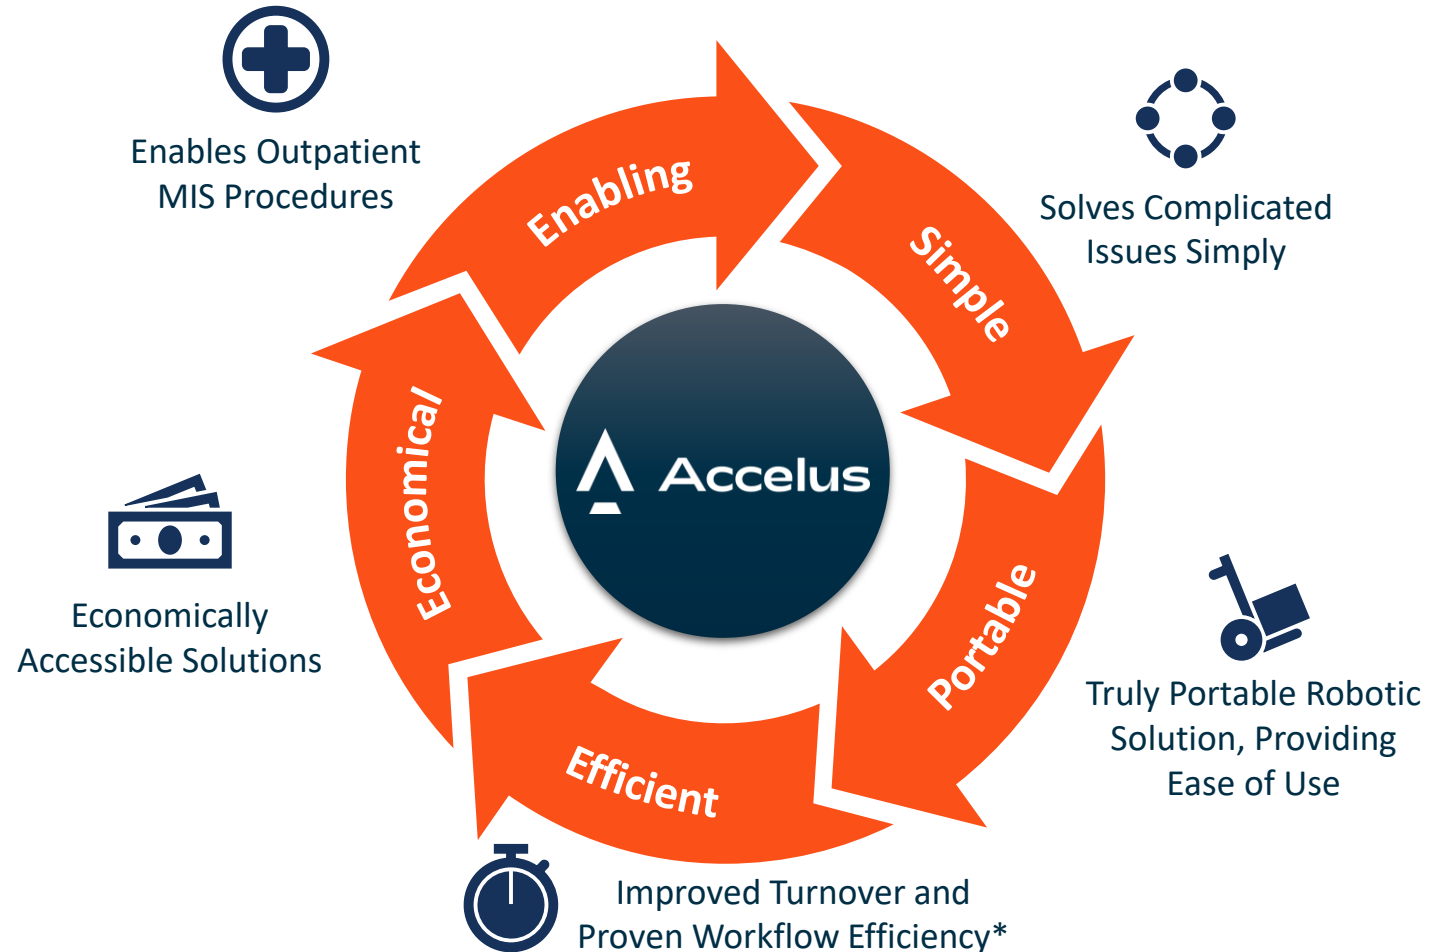 Enables Outpatient
MIS Procedures
Enabling
Simple
Solves Complicated
Issues Simply
Accelus
Economical
Economically
Accessible Solutions
Portable
Truly Portable Robotic
Solution, Providing
Ease of Use
Efficient
Improved Turnover and
Proven Workflow Efficiency*